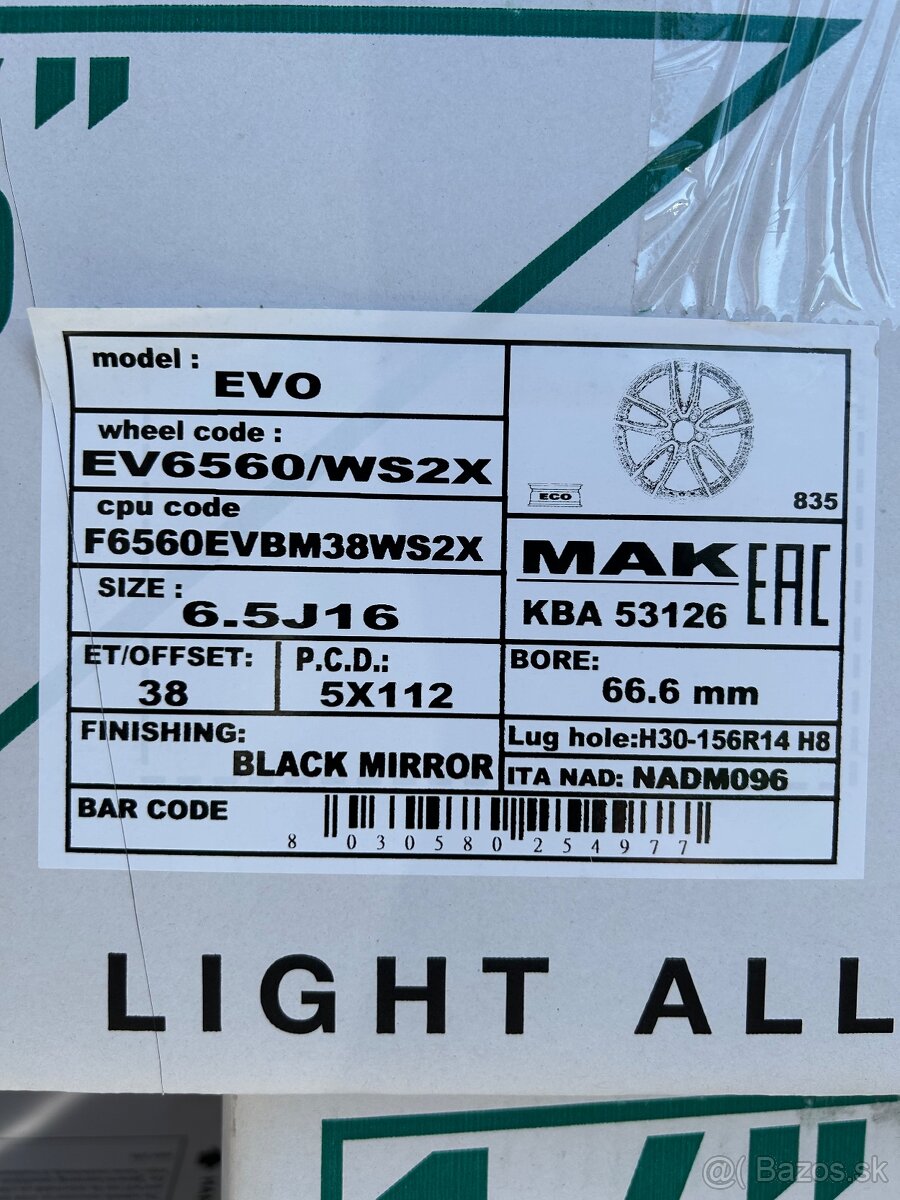 model :
EVO
wheel code :
EV6560/WS2X
cpu code
F6560EVBM38WS2X
SIZE :
6.5J16
ET/OFFSET:
38
P.C.D.:
5X112
FINISHING:
BLACK MIRROR
ECO
835
MAK
EAC
KBA 53126
BORE:
66.6 mm
Lug hole:H30-156R14 H8
ITA NAD: NADM096
BAR CODE
8 030580 254977
LIGHT ALL
@( Bazos.sk